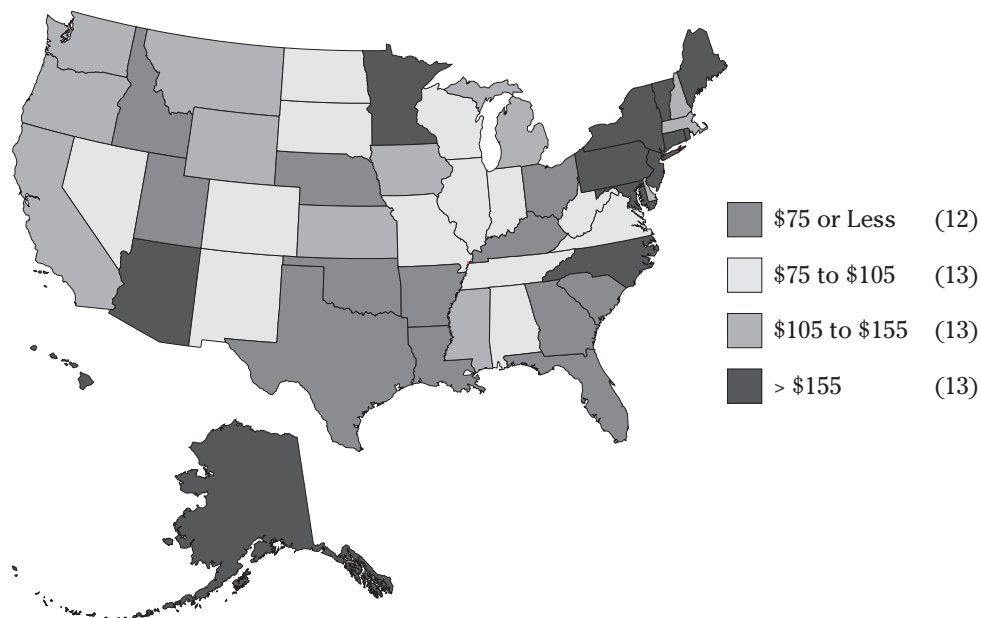 $75 or Less (12)
$75 to $105 (13)
$105 to $155 (13)
> $155 (13)